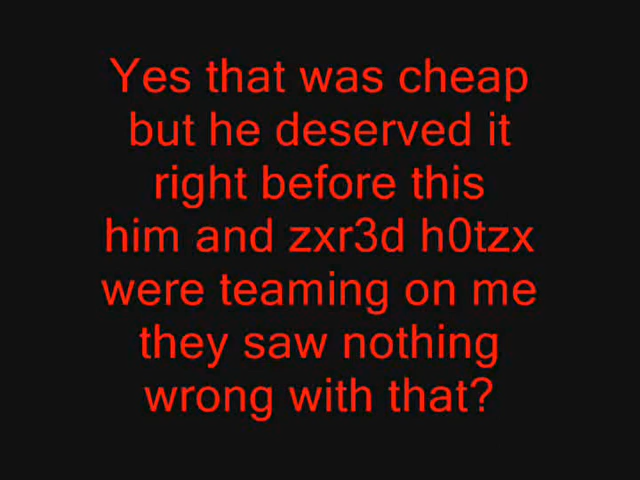 Yes that was cheap
but he deserved it
right before this
him and zxr3d h0tzx
were teaming on me
they saw nothing
wrong with that?